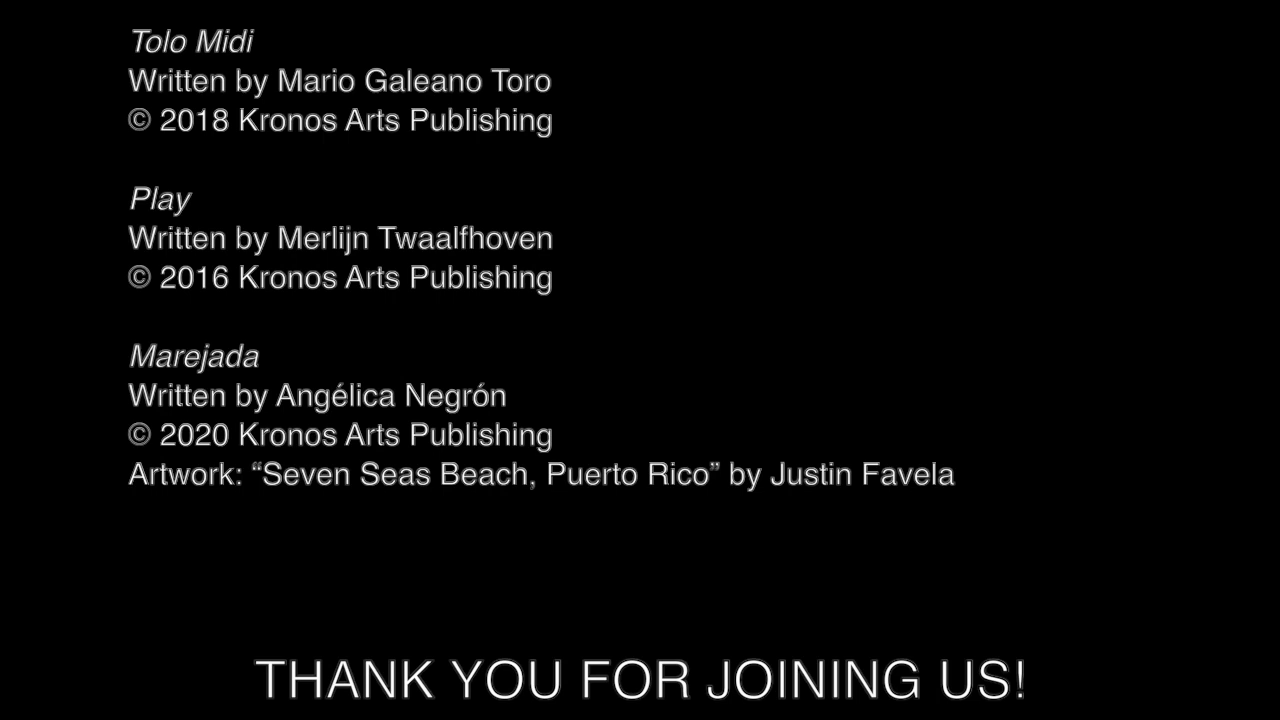 Tolo Midi
Written by Mario Galeano Toro
© 2018 Kronos Arts Publishing
Play
Written by Merlijn Twaalfhoven
© 2016 Kronos Arts Publishing
Marejada
Written by Angélica Negrón
© 2020 Kronos Arts Publishing
Artwork: “Seven Seas Beach, Puerto Rico” by Justin Favela
THANK YOU FOR JOINING US!